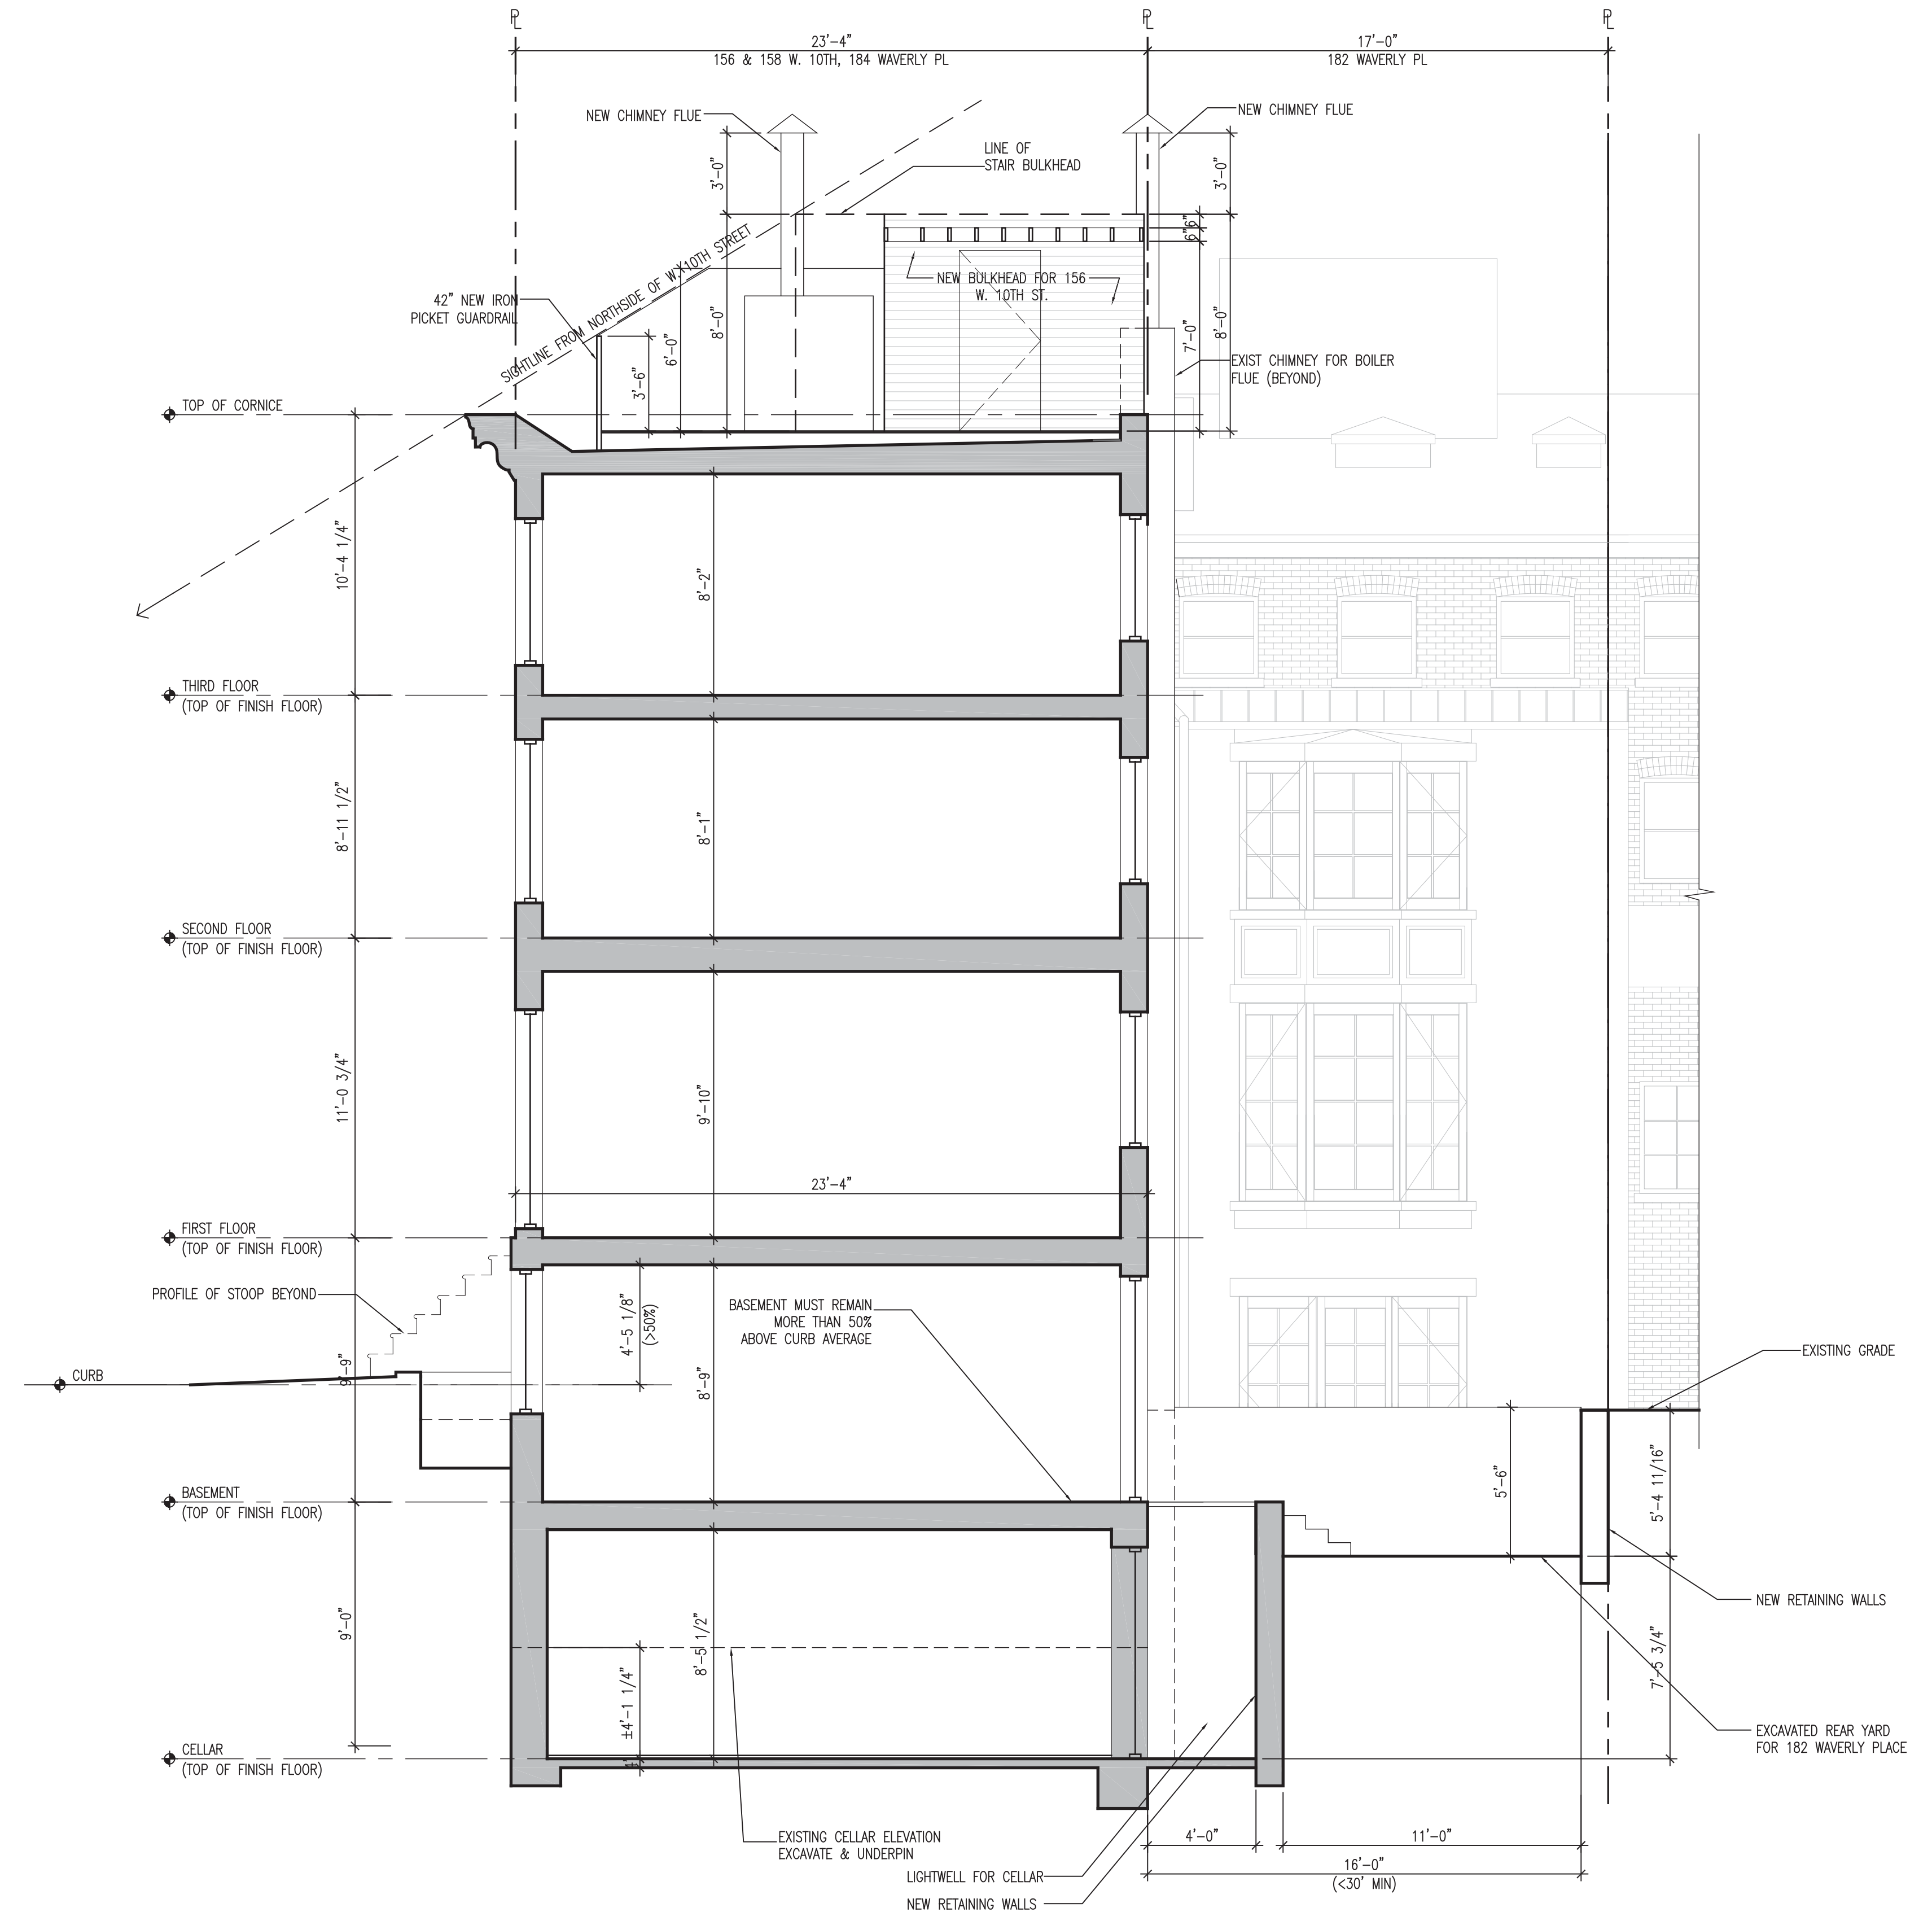 PL
PL
PL
23'-4"
17'-0"
156 & 158 W. 10TH, 184 WAVERLY PL
182 WAVERLY PL
NEW CHIMNEY FLUE
NEW CHIMNEY FLUE
LINE OF
STAIR BULKHEAD
3'-0"
3'-0"
6"
6"
SIGHTLINE FROM NORTHSIDE OF W. 10TH STREET
NEW BULKHEAD FOR 156
W. 10TH ST.
42" NEW IRON
PICKET GUARDRAIL
3'-6"
6'-0"
8'-0"
7'-0"
8'-0"
EXIST CHIMNEY FOR BOILER
FLUE (BEYOND)
TOP OF CORNICE
10'-4 1/4"
8'-2"
THIRD FLOOR
(TOP OF FINISH FLOOR)
8'-11 1/2"
8'-1"
SECOND FLOOR
(TOP OF FINISH FLOOR)
11'-0 3/4"
9'-10"
23'-4"
FIRST FLOOR
(TOP OF FINISH FLOOR)
PROFILE OF STOOP BEYOND
4'-5 1/8"
(>50%)
BASEMENT MUST REMAIN
MORE THAN 50%
ABOVE CURB AVERAGE
EXISTING GRADE
CURB
9'-9"
8'-9"
5'-6"
5'-4 11/16"
BASEMENT
(TOP OF FINISH FLOOR)
NEW RETAINING WALLS
9'-0"
±4'-1 1/4"
8'-5 1/2"
7'-5 3/4"
EXCAVATED REAR YARD
FOR 182 WAVERLY PLACE
CELLAR
(TOP OF FINISH FLOOR)
EXISTING CELLAR ELEVATION
EXCAVATE & UNDERPIN
4'-0"
11'-0"
16'-0"
(<30' MIN)
LIGHTWELL FOR CELLAR
NEW RETAINING WALLS